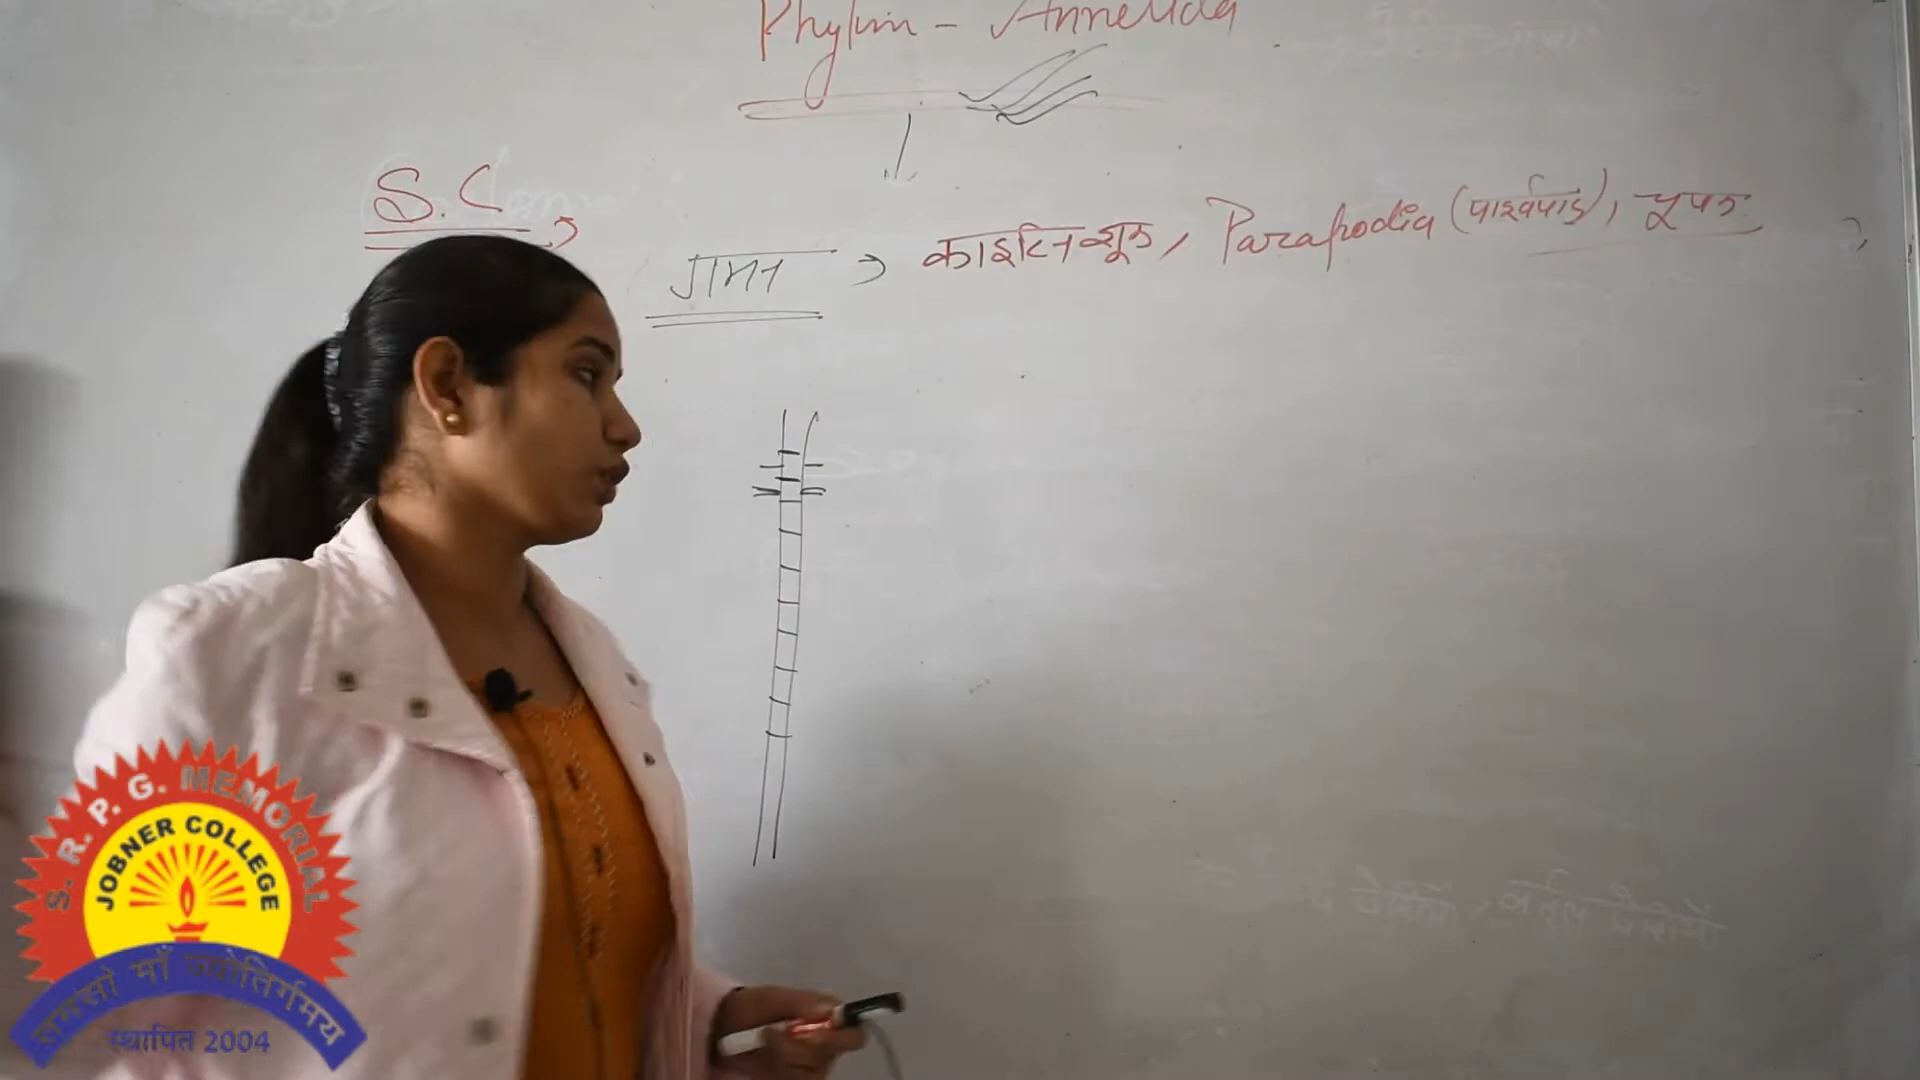 Phylum - Annelida
S.C
गमन → काइटिन शूक, Parapodia (पार्श्वपाद), चूषक
S. R. P. G. MEMORIAL
JOBNER COLLEGE
तमसो माँ ज्योतिर्गमय
स्थापित 2004